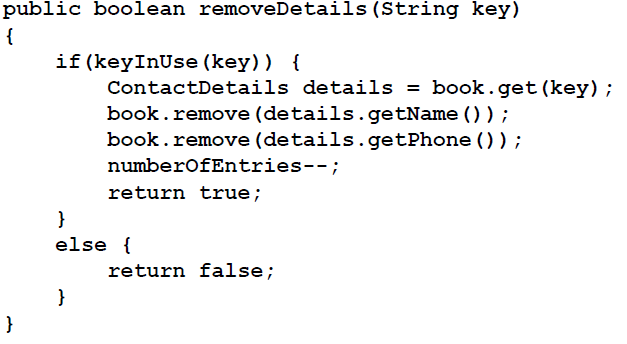 public boolean removeDetails(String key)
{
    if(keyInUse(key)) {
        ContactDetails details = book.get(key);
        book.remove(details.getName());
        book.remove(details.getPhone());
        numberOfEntries--;
        return true;
    }
    else {
        return false;
    }
}